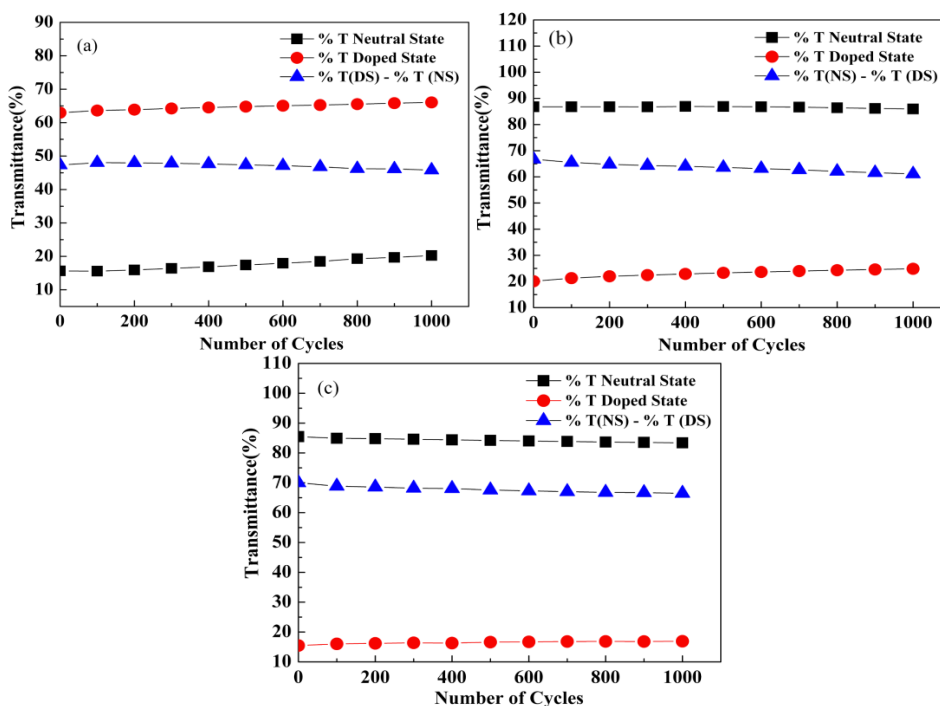 (a)
% T Neutral State
% T Doped State
% T(DS) - % T (NS)
90
80
70
60
50
40
30
20
10
Transmittance(%)
0 200 400 600 800 1000
Number of Cycles
(b)
% T Neutral State
% T Doped State
% T(NS) - % T (DS)
120
110
100
90
80
70
60
50
40
30
20
10
Transmittance(%)
0 200 400 600 800 1000
Number of Cycles
(c)
% T Neutral State
% T Doped State
% T(NS) - % T (DS)
110
100
90
80
70
60
50
40
30
20
10
Transmittance(%)
0 200 400 600 800 1000
Number of Cycles